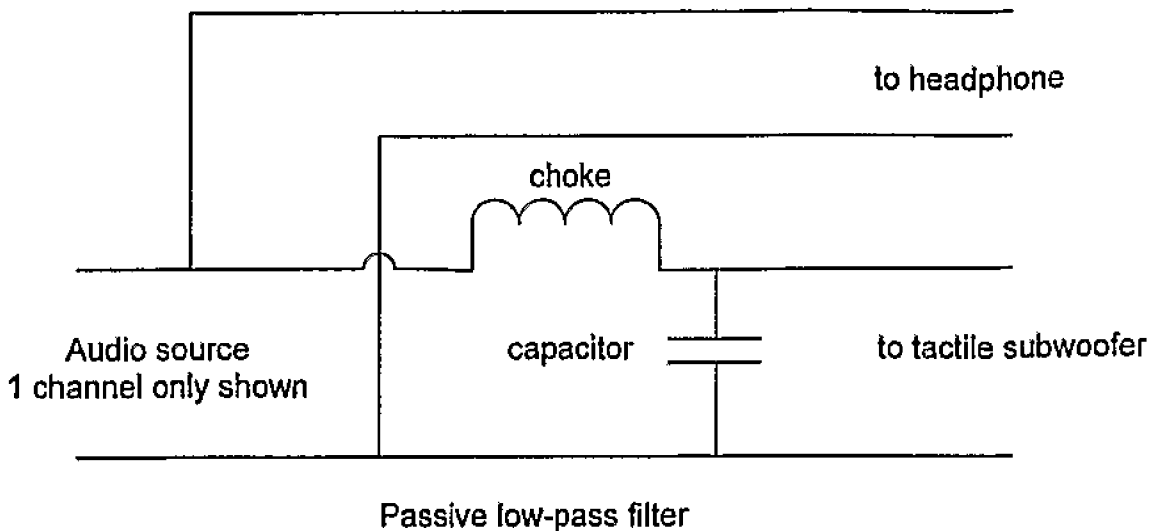 to headphone
choke
Audio source
1 channel only shown
capacitor
to tactile subwoofer
Passive low-pass filter